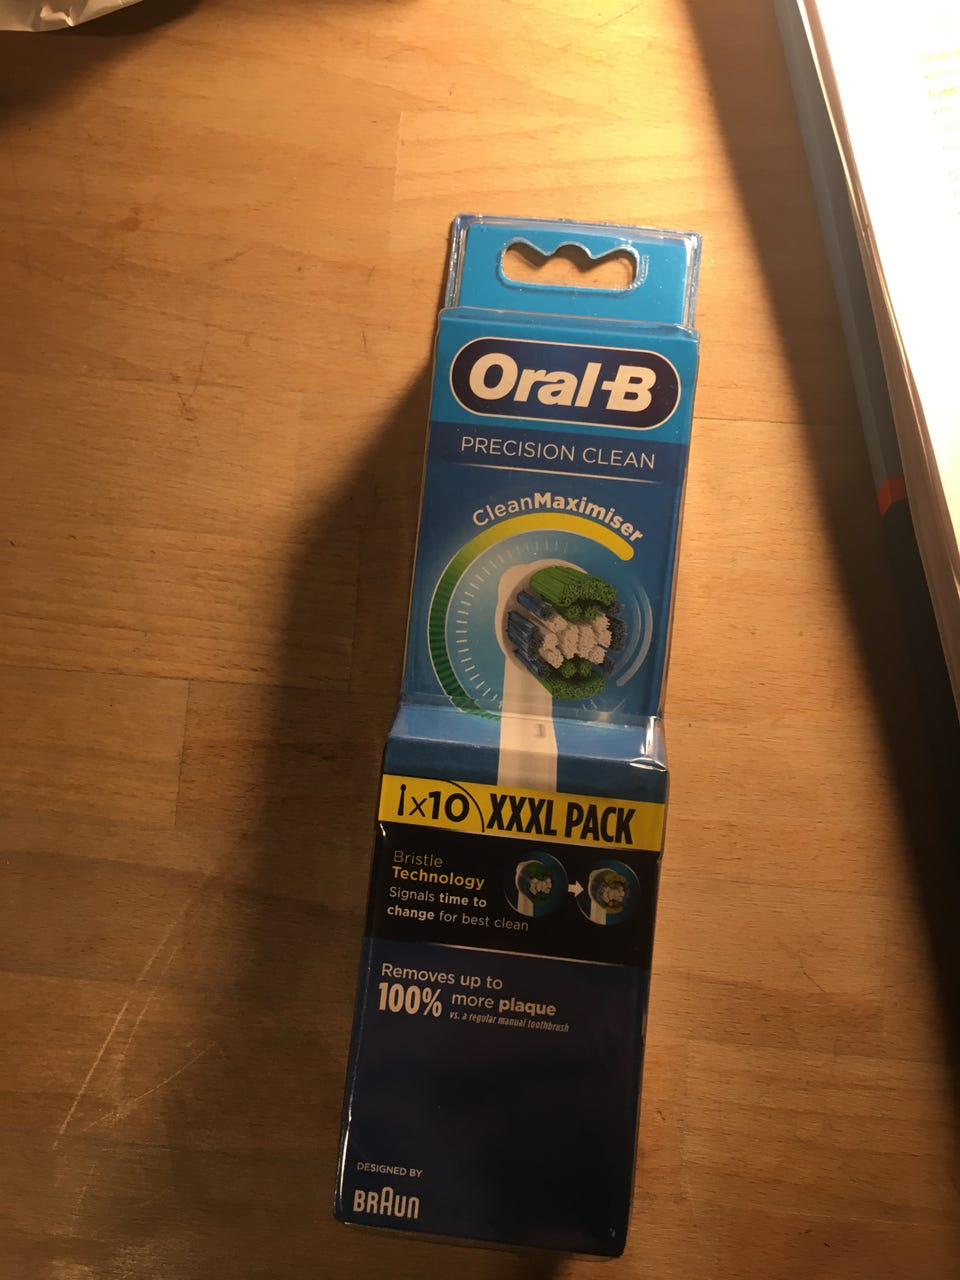 Oral-B
PRECISION CLEAN
CleanMaximiser
x10 XXXL PACK
Bristle
Technology
Signals time to
change for best clean
Removes up to
100% more plaque
vs. a regular manual toothbrush
DESIGNED BY
BRAUN